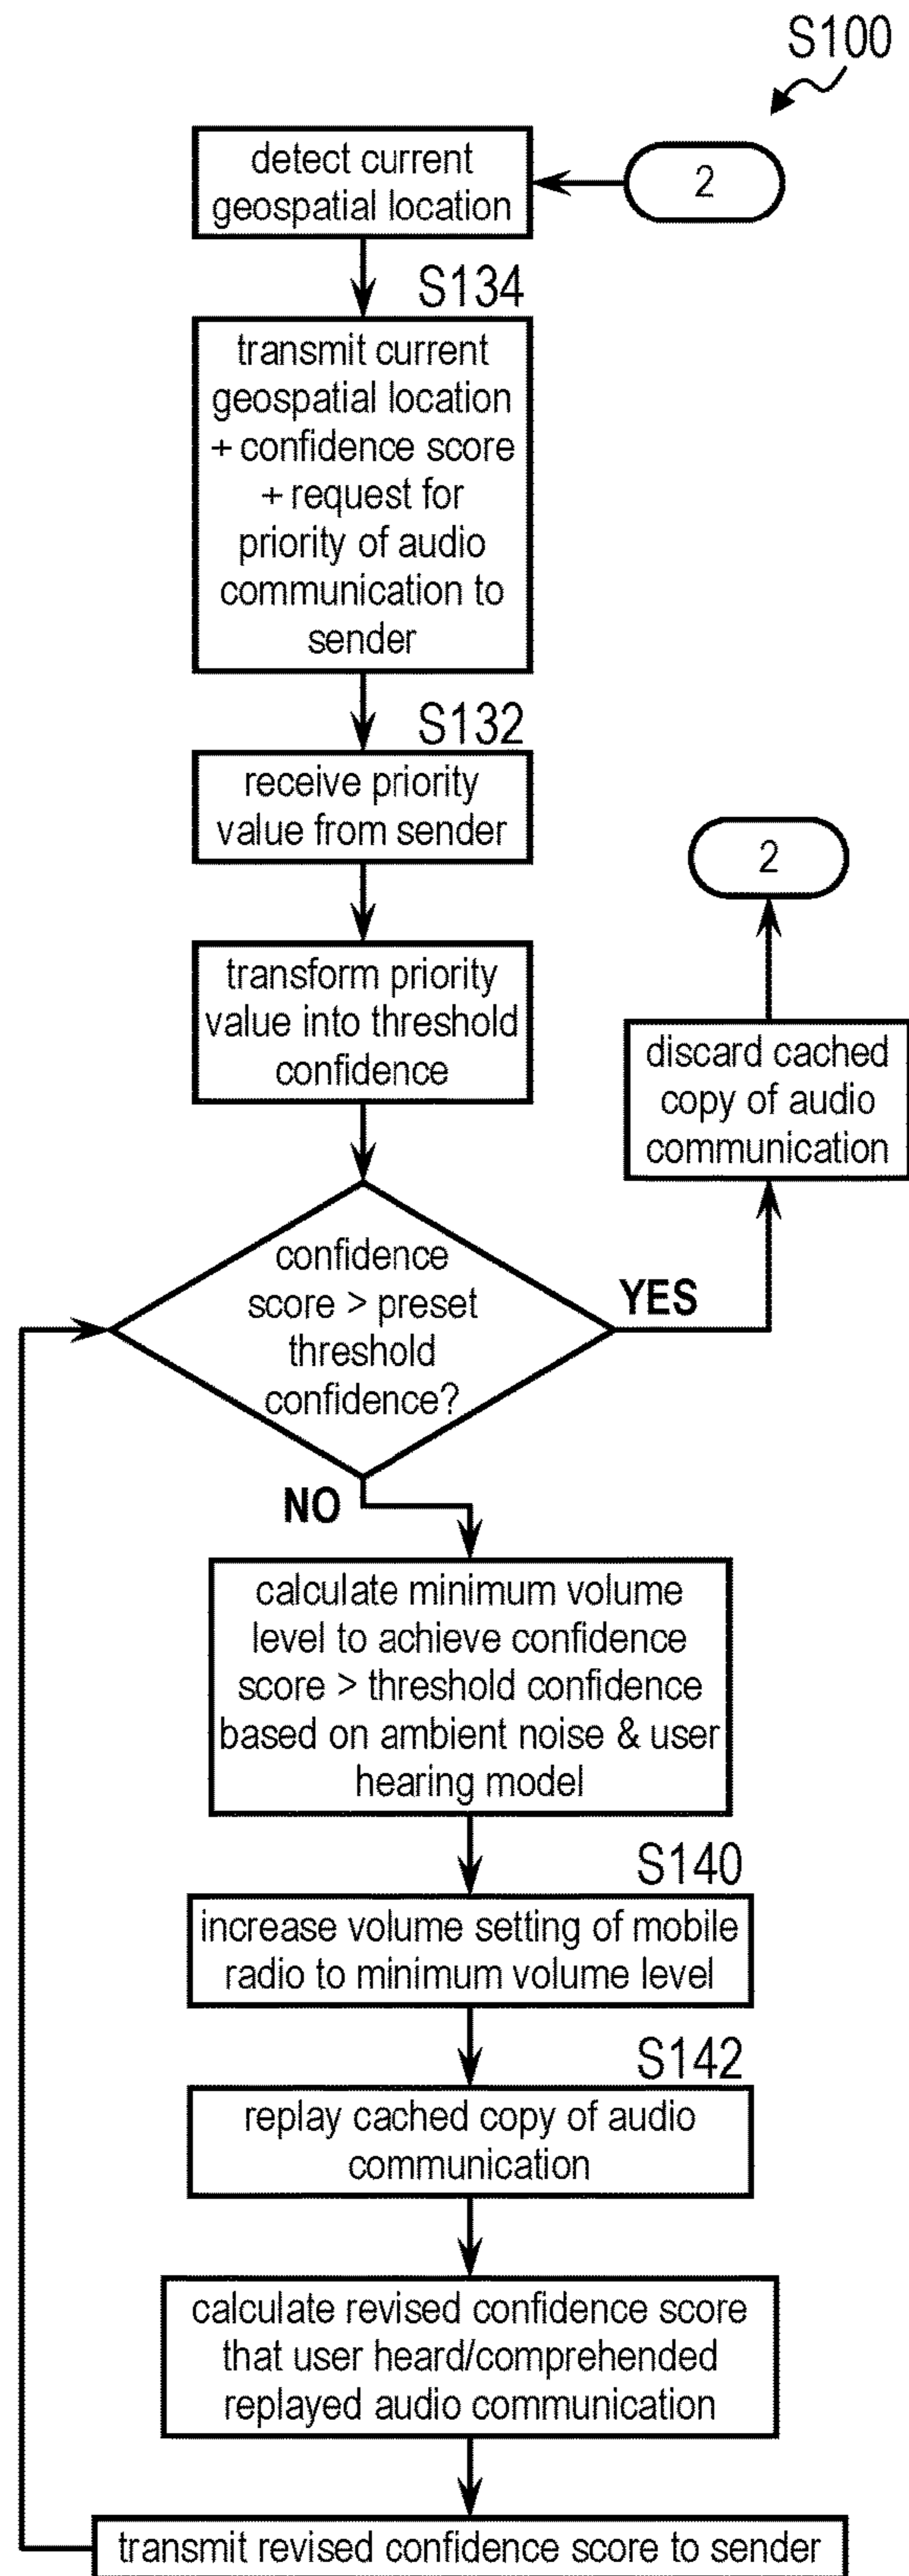 S100
detect current
geospatial location
2
S134
transmit current
geospatial location
+ confidence score
+ request for
priority of audio
communication to
sender
S132
receive priority
value from sender
2
transform priority
value into threshold
confidence
discard cached
copy of audio
communication
confidence
score > preset
threshold
confidence?
YES
NO
calculate minimum volume
level to achieve confidence
score > threshold confidence
based on ambient noise & user
hearing model
S140
increase volume setting of mobile
radio to minimum volume level
S142
replay cached copy of audio
communication
calculate revised confidence score
that user heard/comprehended
replayed audio communication
transmit revised confidence score to sender